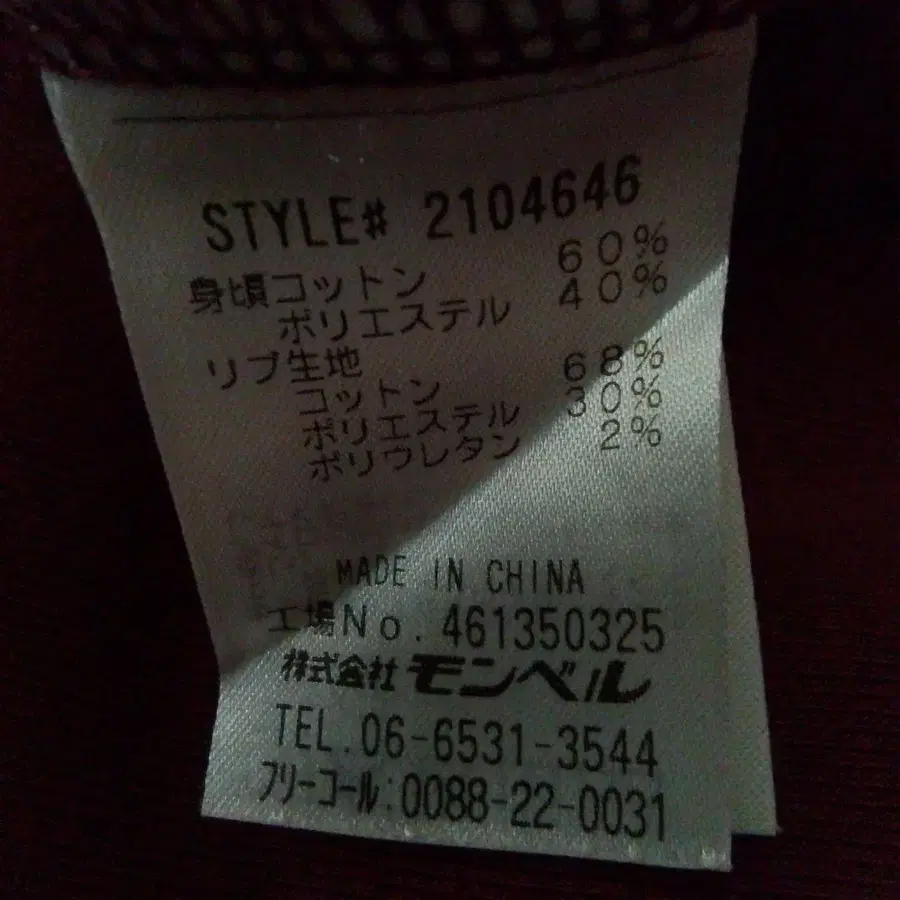 STYLE# 2104646
身頃コットン 60%
ポリエステル 40%
リブ生地
コットン 68%
ポリエステル 30%
ポリウレタン 2%
MADE IN CHINA
工場No. 461350325
株式会社 モンベル
TEL. 06-6531-3544
フリーコール:0088-22-0031